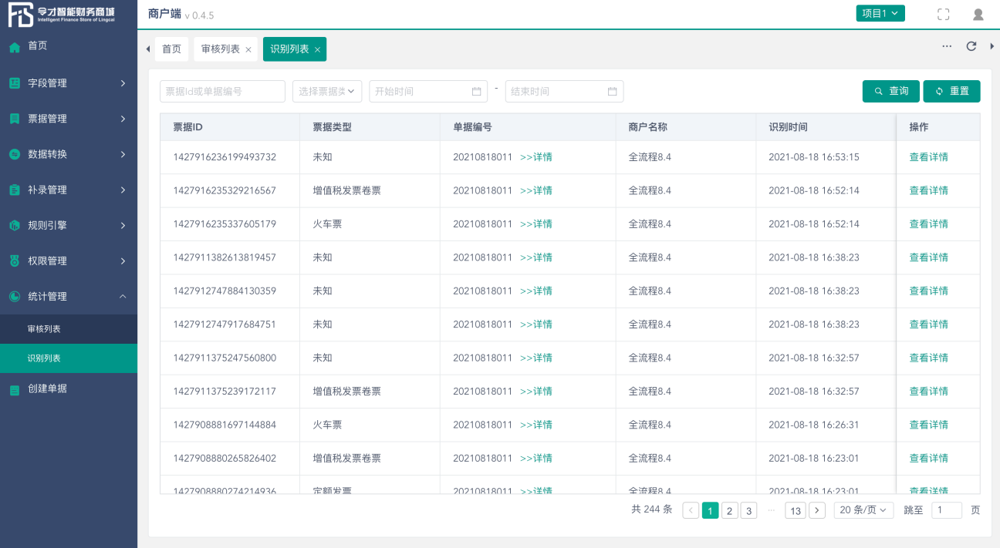 令才智能财务商城
Intelligent Finance Store of Lingcai
商户端 v 0.4.5
项目1
首页
字段管理
票据管理
数据转换
补录管理
规则引擎
权限管理
统计管理
审核列表
识别列表
创建单据
首页 审核列表 × 识别列表 ×
票据Id或单据编号 选择票据类 开始时间 - 结束时间 查询 重置
票据ID 票据类型 单据编号 商户名称 识别时间 操作
1427916236199493732 未知 20210818011 >>详情 全流程8.4 2021-08-18 16:53:15 查看详情
1427916235329216567 增值税发票卷票 20210818011 >>详情 全流程8.4 2021-08-18 16:52:14 查看详情
1427916235337605179 火车票 20210818011 >>详情 全流程8.4 2021-08-18 16:52:14 查看详情
1427911382613819457 未知 20210818011 >>详情 全流程8.4 2021-08-18 16:38:23 查看详情
1427912747884130359 未知 20210818011 >>详情 全流程8.4 2021-08-18 16:38:23 查看详情
1427912747917684751 未知 20210818011 >>详情 全流程8.4 2021-08-18 16:38:23 查看详情
1427911375247560800 未知 20210818011 >>详情 全流程8.4 2021-08-18 16:32:57 查看详情
1427911375239172117 增值税发票卷票 20210818011 >>详情 全流程8.4 2021-08-18 16:32:57 查看详情
1427908881697144884 火车票 20210818011 >>详情 全流程8.4 2021-08-18 16:26:31 查看详情
1427908880265826402 增值税发票卷票 20210818011 >>详情 全流程8.4 2021-08-18 16:23:01 查看详情
1427908880274214936 定额发票 20210818011 >>详情 全流程8.4 2021-08-18 16:23:01 查看详情
共 244 条 < 1 2 3 ··· 13 > 20 条/页 跳至 1 页